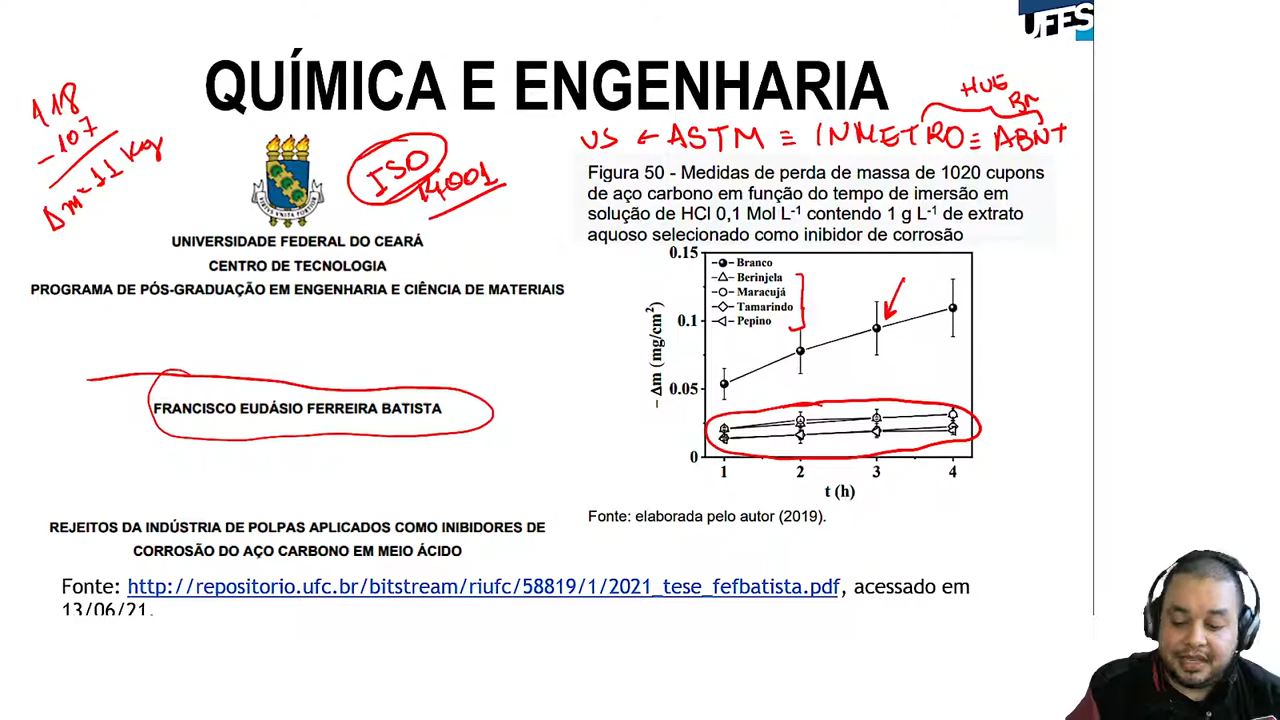 UFES
QUÍMICA E ENGENHARIA
118
- 107
Δm = 11 kg
ISO
14001
HUE
BR
US ← ASTM ≡ INMETRO ≡ ABNT
UNIVERSIDADE FEDERAL DO CEARÁ
CENTRO DE TECNOLOGIA
PROGRAMA DE PÓS-GRADUAÇÃO EM ENGENHARIA E CIÊNCIA DE MATERIAIS
FRANCISCO EUDÁSIO FERREIRA BATISTA
REJEITOS DA INDÚSTRIA DE POLPAS APLICADOS COMO INIBIDORES DE
CORROSÃO DO AÇO CARBONO EM MEIO ÁCIDO
Figura 50 - Medidas de perda de massa de 1020 cupons
de aço carbono em função do tempo de imersão em
solução de HCl 0,1 Mol L⁻¹ contendo 1 g L⁻¹ de extrato
aquoso selecionado como inibidor de corrosão
0.15
0.1
0.05
0
- Δm (mg/cm²)
Branco
Berinjela
Maracujá
Tamarindo
Pepino
1 2 3 4
t (h)
Fonte: elaborada pelo autor (2019).
Fonte: http://repositorio.ufc.br/bitstream/riufc/58819/1/2021_tese_fefbatista.pdf, acessado em
13/06/21.